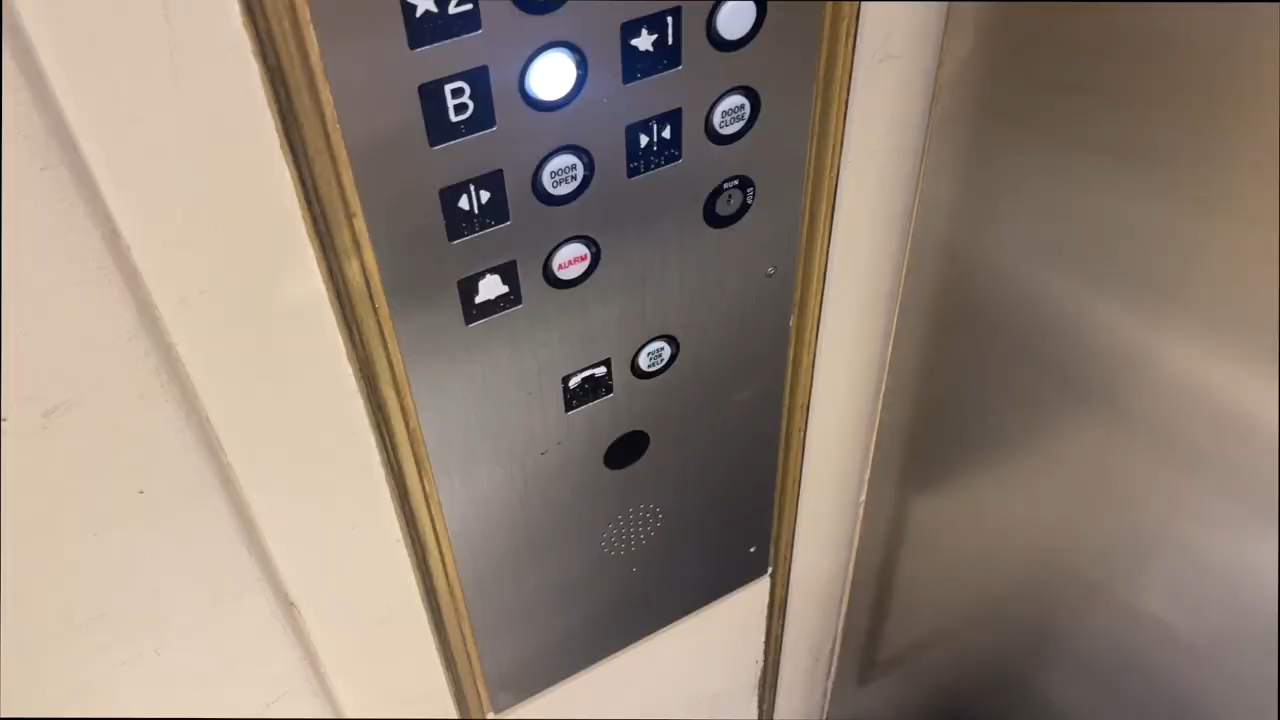 ★2
★1
B
DOOR
CLOSE
DOOR
OPEN
RUN
STOP
ALARM
PUSH
FOR
HELP